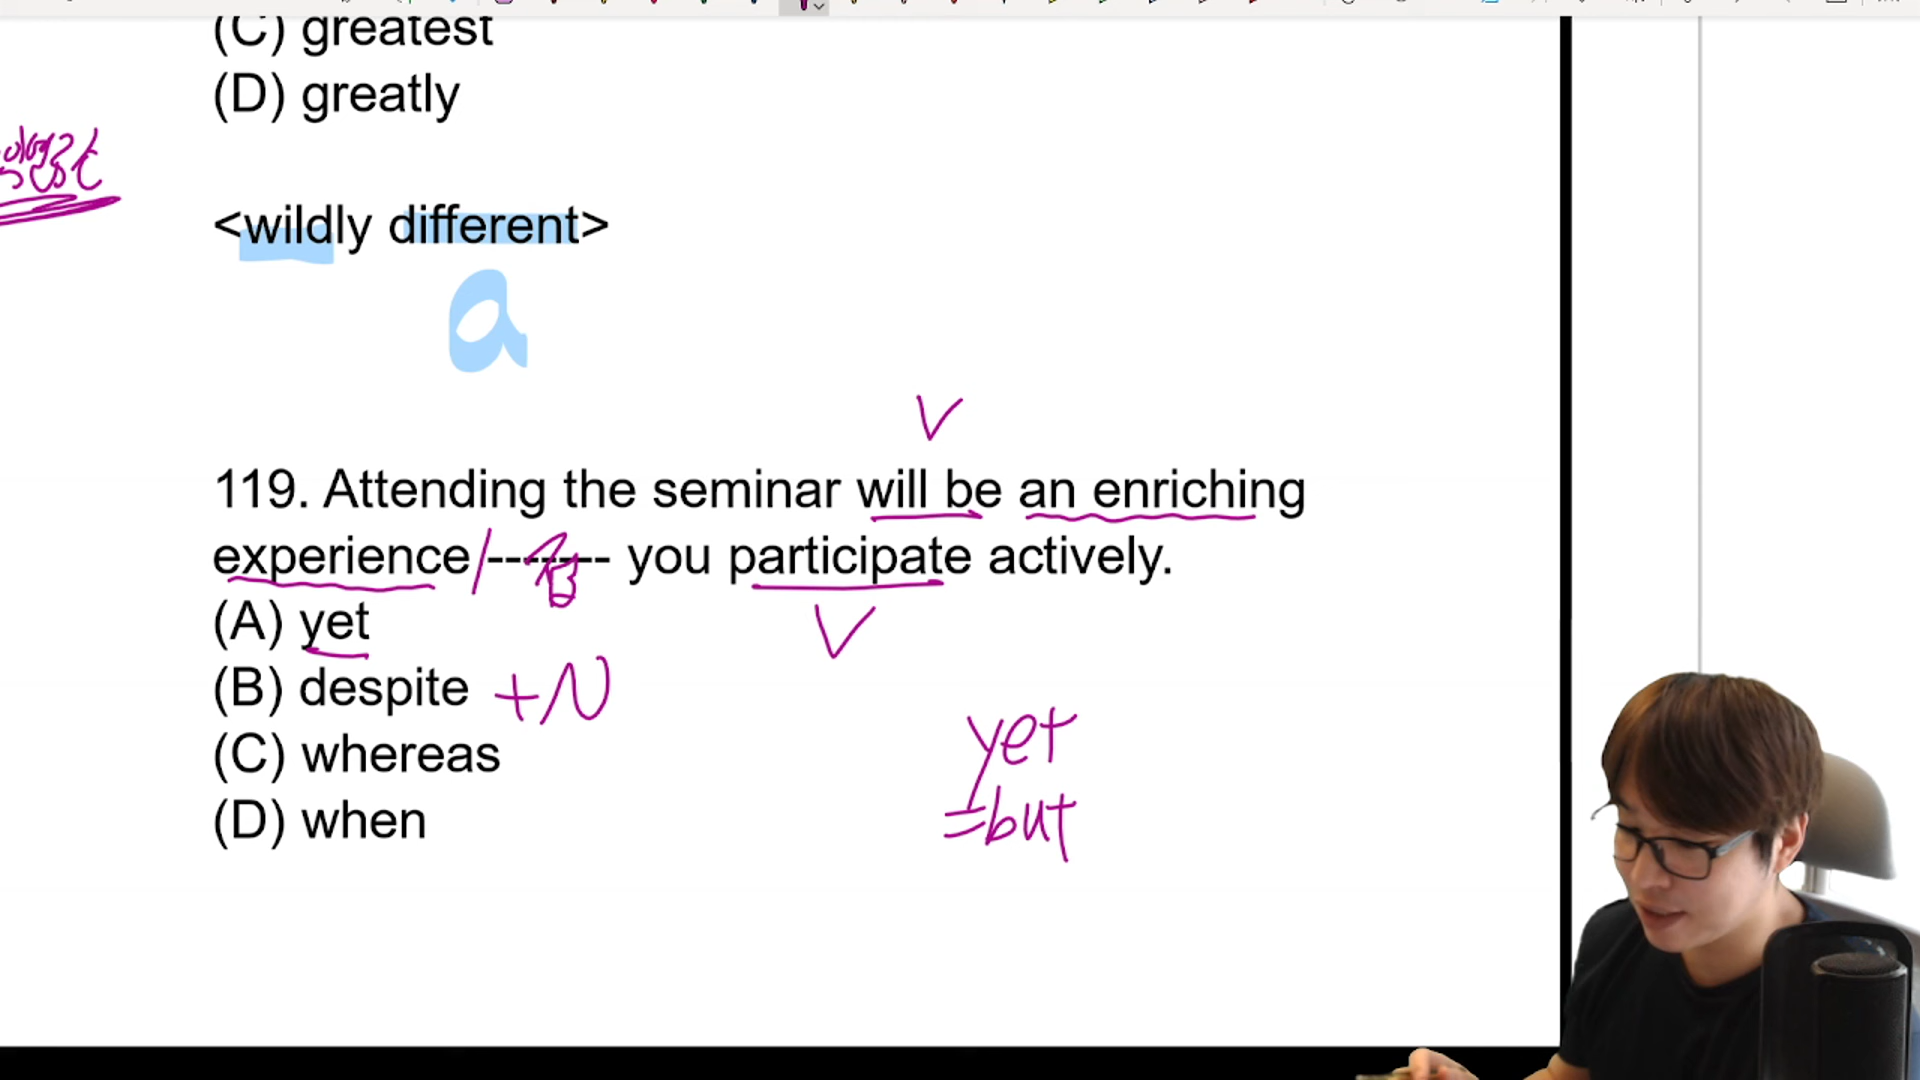 (C) greatest
(D) greatly
<wildly different>
a
V
119. Attending the seminar will be an enriching
experience/------- you participate actively.
(A) yet
V
(B) despite +N
(C) whereas
(D) when
yet
=but